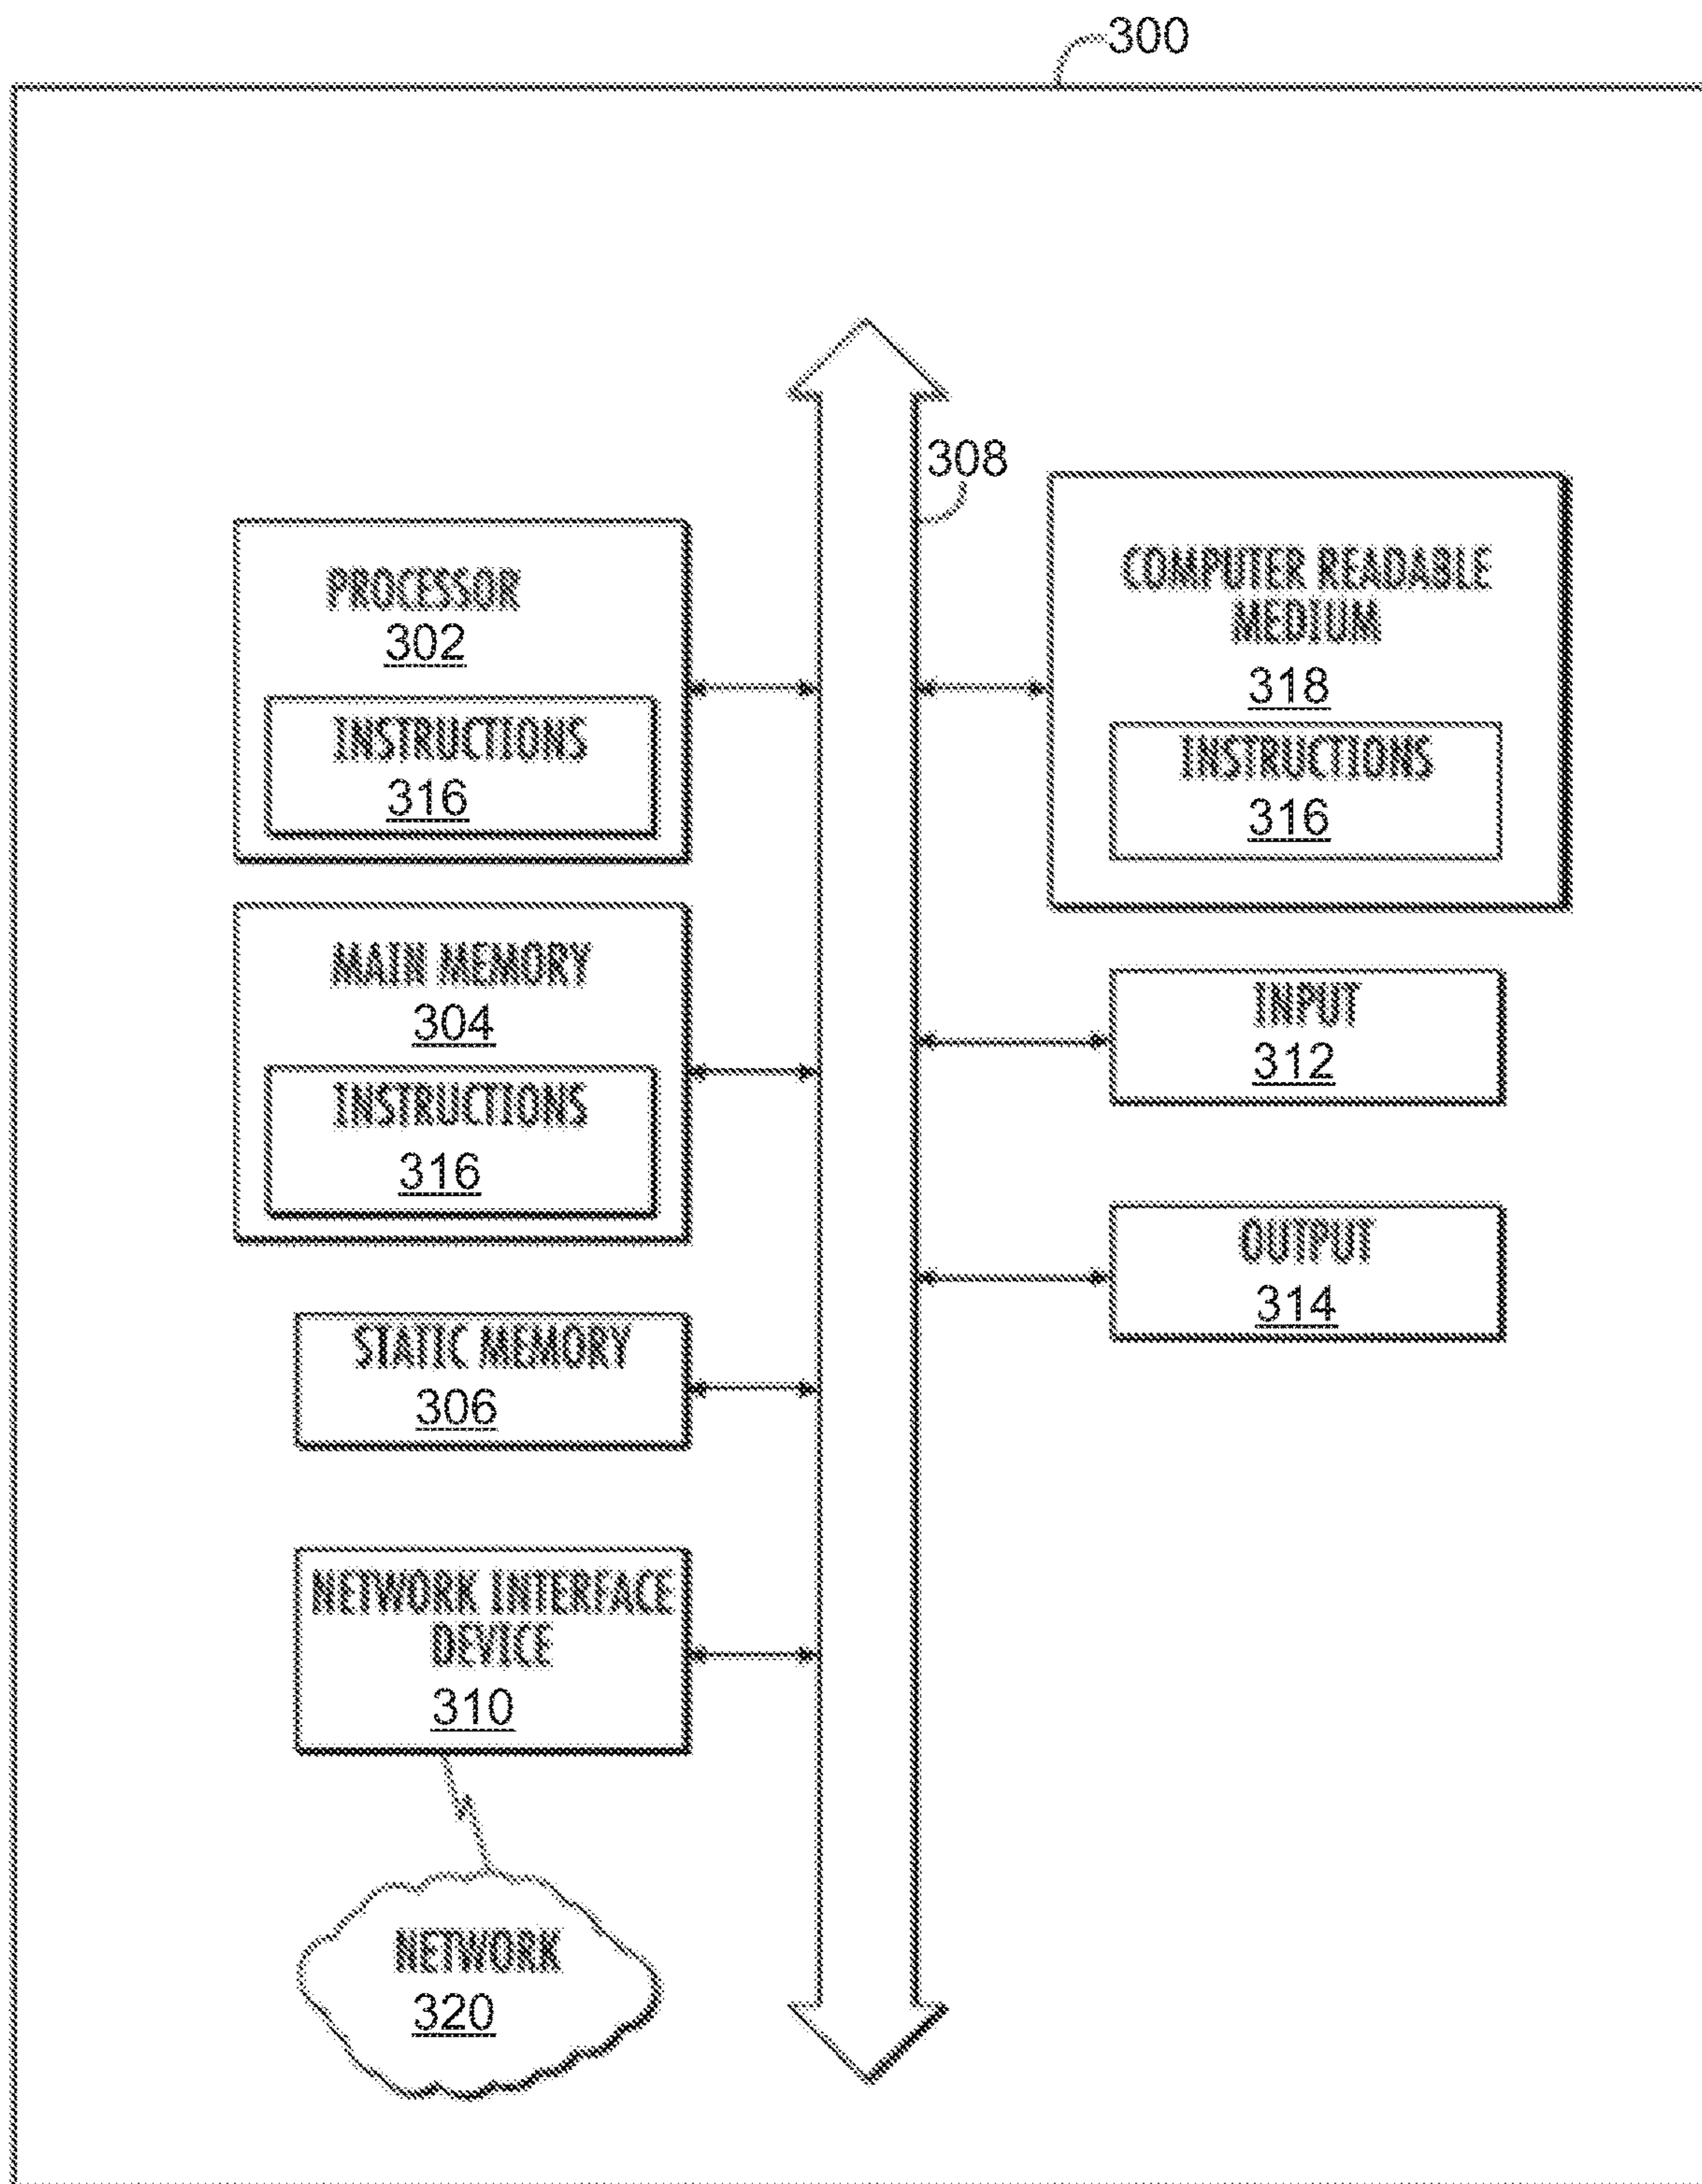 300
308
PROCESSOR
302
INSTRUCTIONS
316
MAIN MEMORY
304
INSTRUCTIONS
316
STATIC MEMORY
306
NETWORK INTERFACE
DEVICE
310
NETWORK
320
COMPUTER READABLE
MEDIUM
318
INSTRUCTIONS
316
INPUT
312
OUTPUT
314